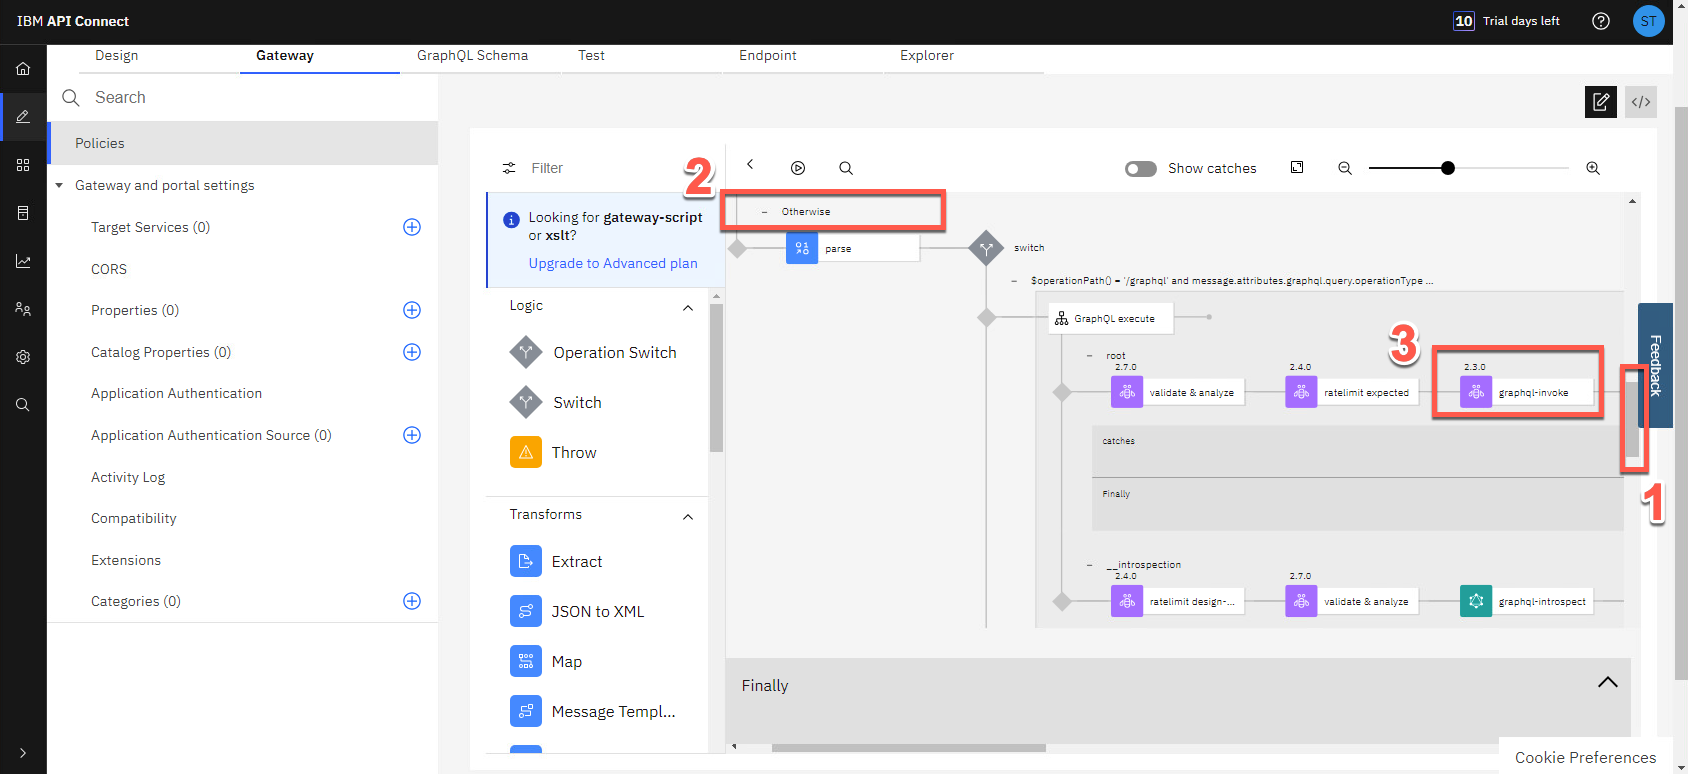 IBM API Connect
10 Trial days left
ST
Design
Gateway
GraphQL Schema
Test
Endpoint
Explorer
Search
</>
Policies
Gateway and portal settings
Target Services (0)
CORS
Properties (0)
Catalog Properties (0)
Application Authentication
Application Authentication Source (0)
Activity Log
Compatibility
Extensions
Categories (0)
Filter
Looking for gateway-script
or xslt?
Upgrade to Advanced plan
Logic
Operation Switch
Switch
Throw
Transforms
Extract
JSON to XML
Map
Message Templ...
Show catches
2
Otherwise
parse
switch
$operationPath() = '/graphql' and message.attributes.graphql.query.operationType ...
GraphQL execute
3
root
2.7.0
validate & analyze
2.4.0
ratelimit expected
2.3.0
graphql-invoke
Feedback
1
catches
Finally
__introspection
2.4.0
ratelimit design-...
2.7.0
validate & analyze
graphql-introspect
Finally
Cookie Preferences